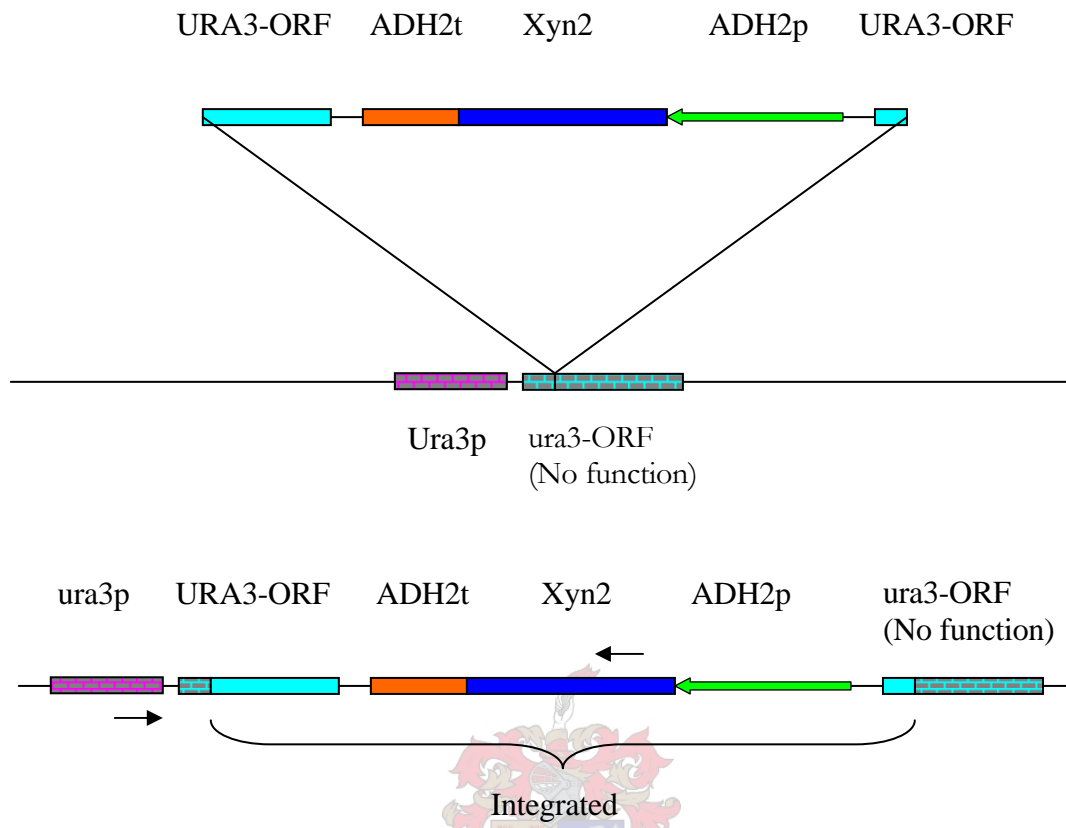 URA3-ORF ADH2t Xyn2 ADH2p URA3-ORF
Ura3p ura3-ORF
(No function)
ura3p URA3-ORF ADH2t Xyn2 ADH2p ura3-ORF
(No function)
Integrated